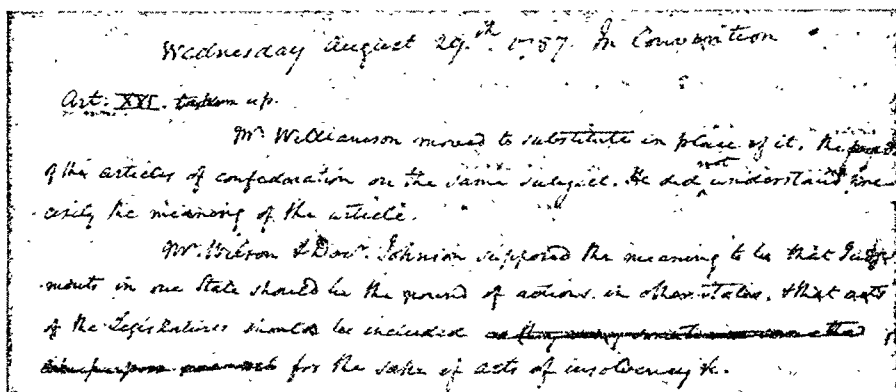 Wednesday August 29.th 1787. In Convention
Art: XVI. taken up.
Mr. Williamson moved to substitute in place of it, the
of the articles of confederation on the same subject. He did not understand pre-
cisely the meaning of the article.
Mr. Wilson & Docr. Johnson supposed the meaning to be that Judg-
ments in one State should be the ground of actions in other States, & that acts
of the Legislatures should be included
for the sake of acts of insolvency &c.